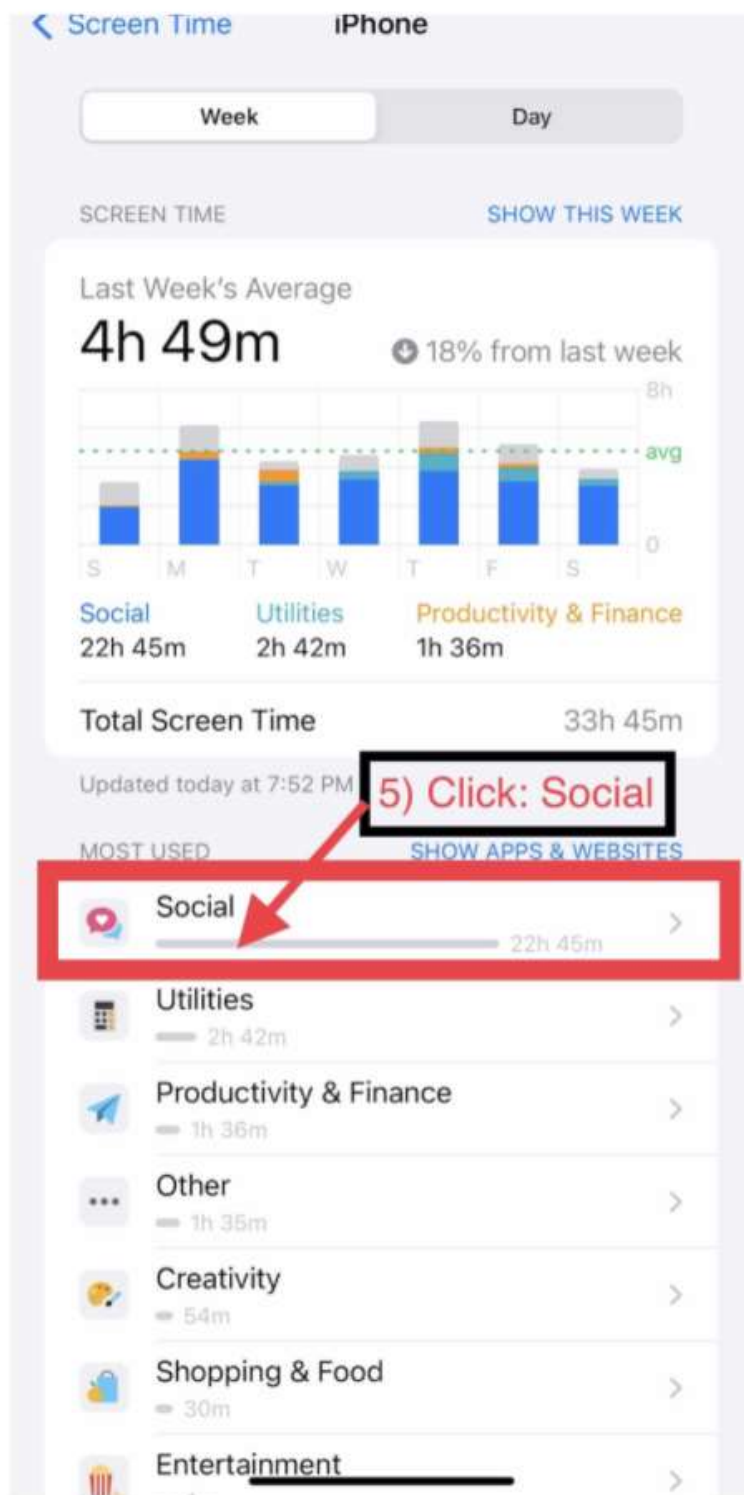 Screen Time iPhone
Week Day
SCREEN TIME SHOW THIS WEEK
Last Week's Average
4h 49m 18% from last week
8h
avg
0
S M T W T F S
Social Utilities Productivity & Finance
22h 45m 2h 42m 1h 36m
Total Screen Time 33h 45m
Updated today at 7:52 PM
5) Click: Social
MOST USED SHOW APPS & WEBSITES
Social
22h 45m
Utilities
2h 42m
Productivity & Finance
1h 36m
Other
1h 35m
Creativity
54m
Shopping & Food
30m
Entertainment